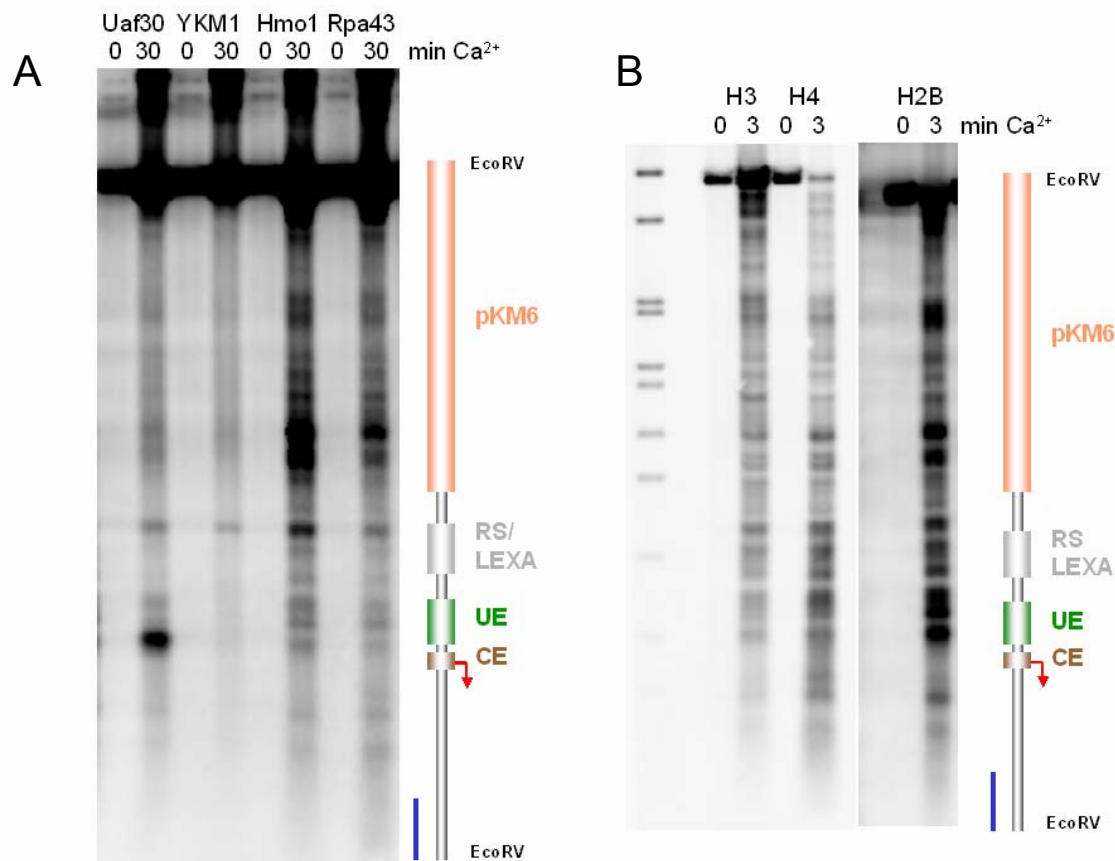 A
Uaf30 YKM1 Hmo1 Rpa43
0 30 0 30 0 30 0 30 min Ca²⁺
EcoRV
pKM6
RS/
LEXA
UE
CE
EcoRV
B
H3 H4 H2B
0 3 0 3 0 3 min Ca²⁺
EcoRV
pKM6
RS
LEXA
UE
CE
EcoRV